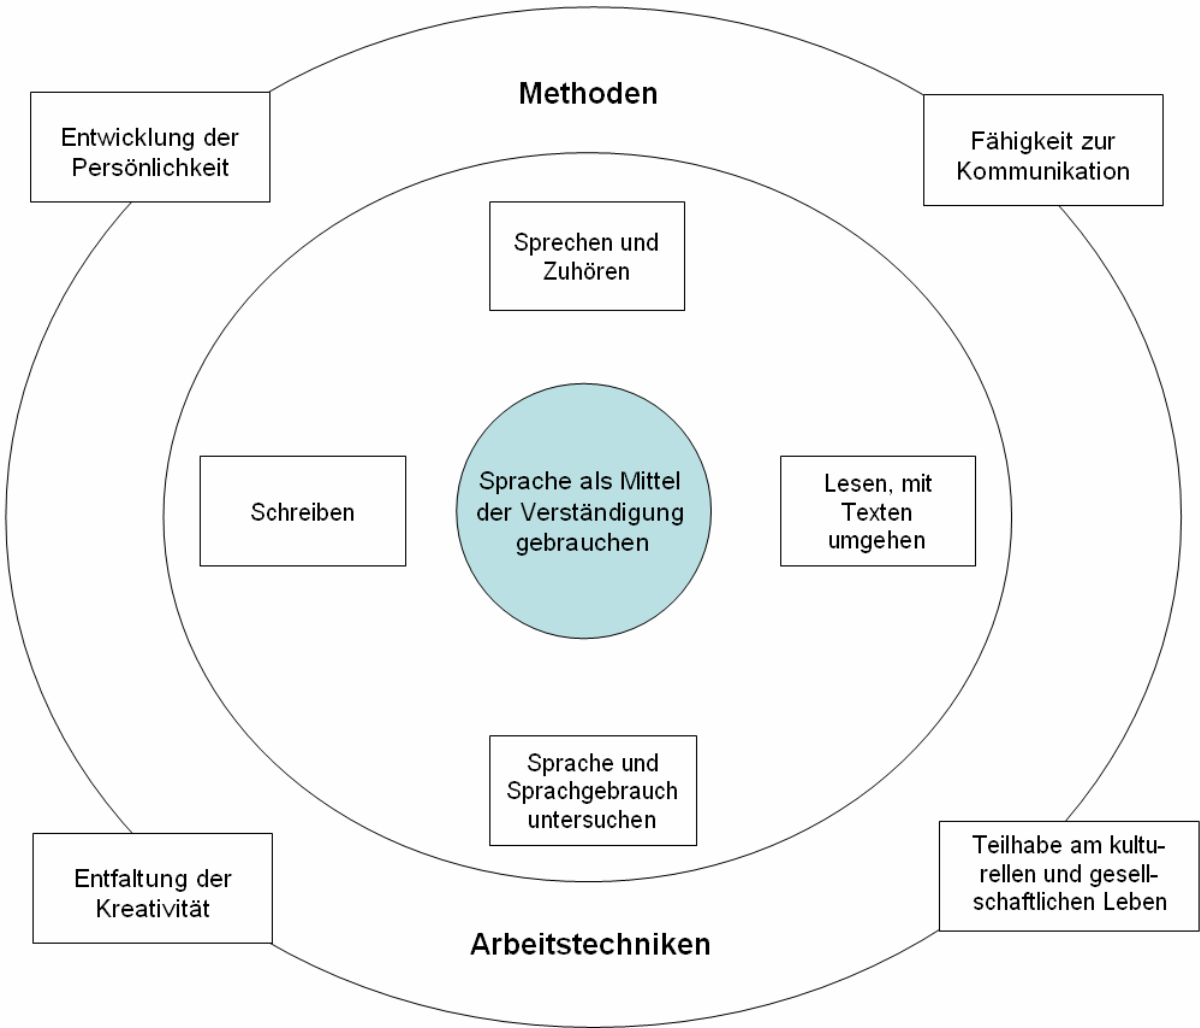 Methoden
Entwicklung der
Persönlichkeit
Fähigkeit zur
Kommunikation
Sprechen und
Zuhören
Schreiben
Sprache als Mittel
der Verständigung
gebrauchen
Lesen, mit
Texten
umgehen
Sprache und
Sprachgebrauch
untersuchen
Entfaltung der
Kreativität
Teilhabe am kultu-
rellen und gesell-
schaftlichen Leben
Arbeitstechniken